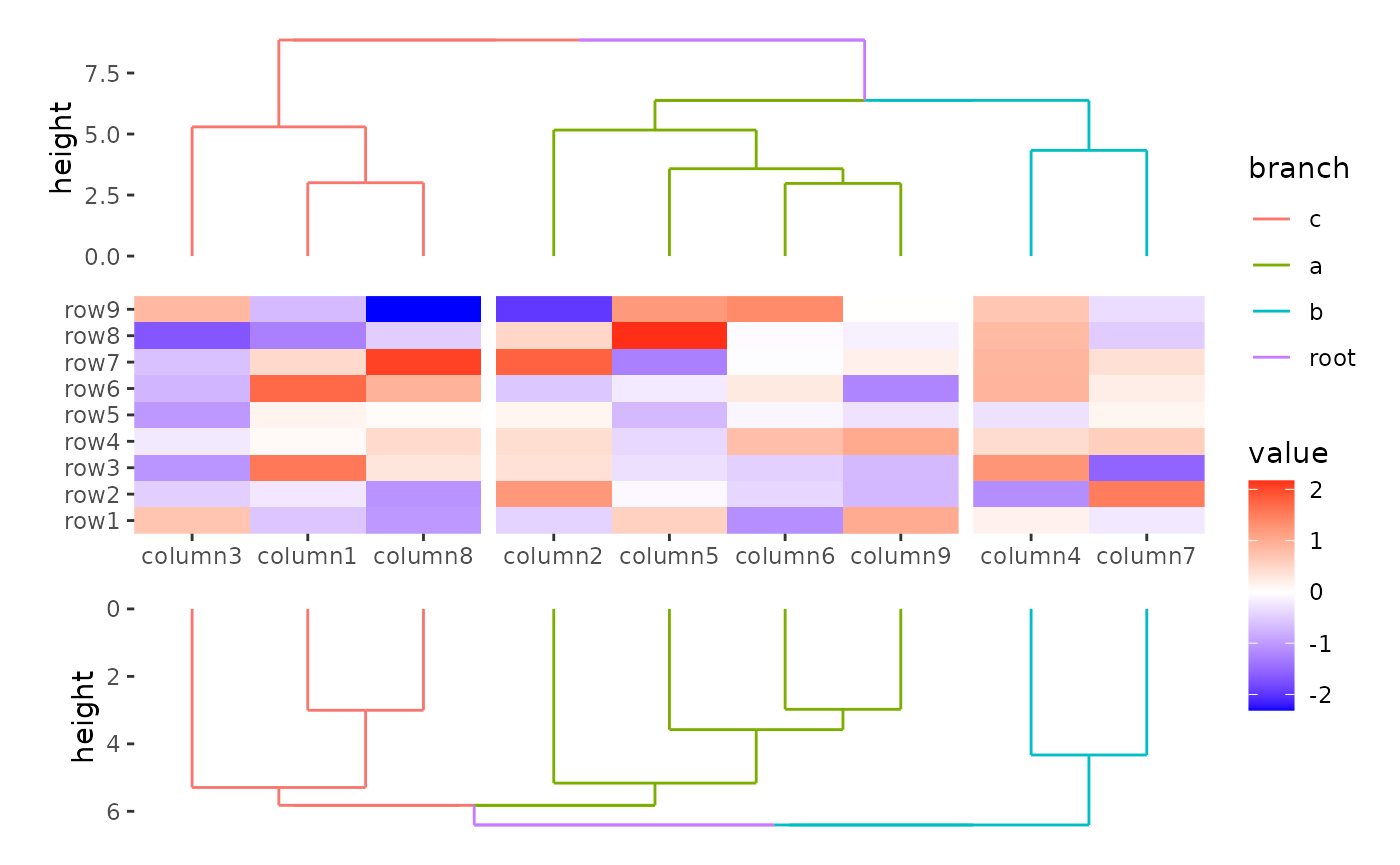 height
7.5
5.0
2.5
0.0
row9
row8
row7
row6
row5
row4
row3
row2
row1
column3 column1 column8 column2 column5 column6 column9 column4 column7
height
0
2
4
6
branch
c
a
b
root
value
2
1
0
-1
-2